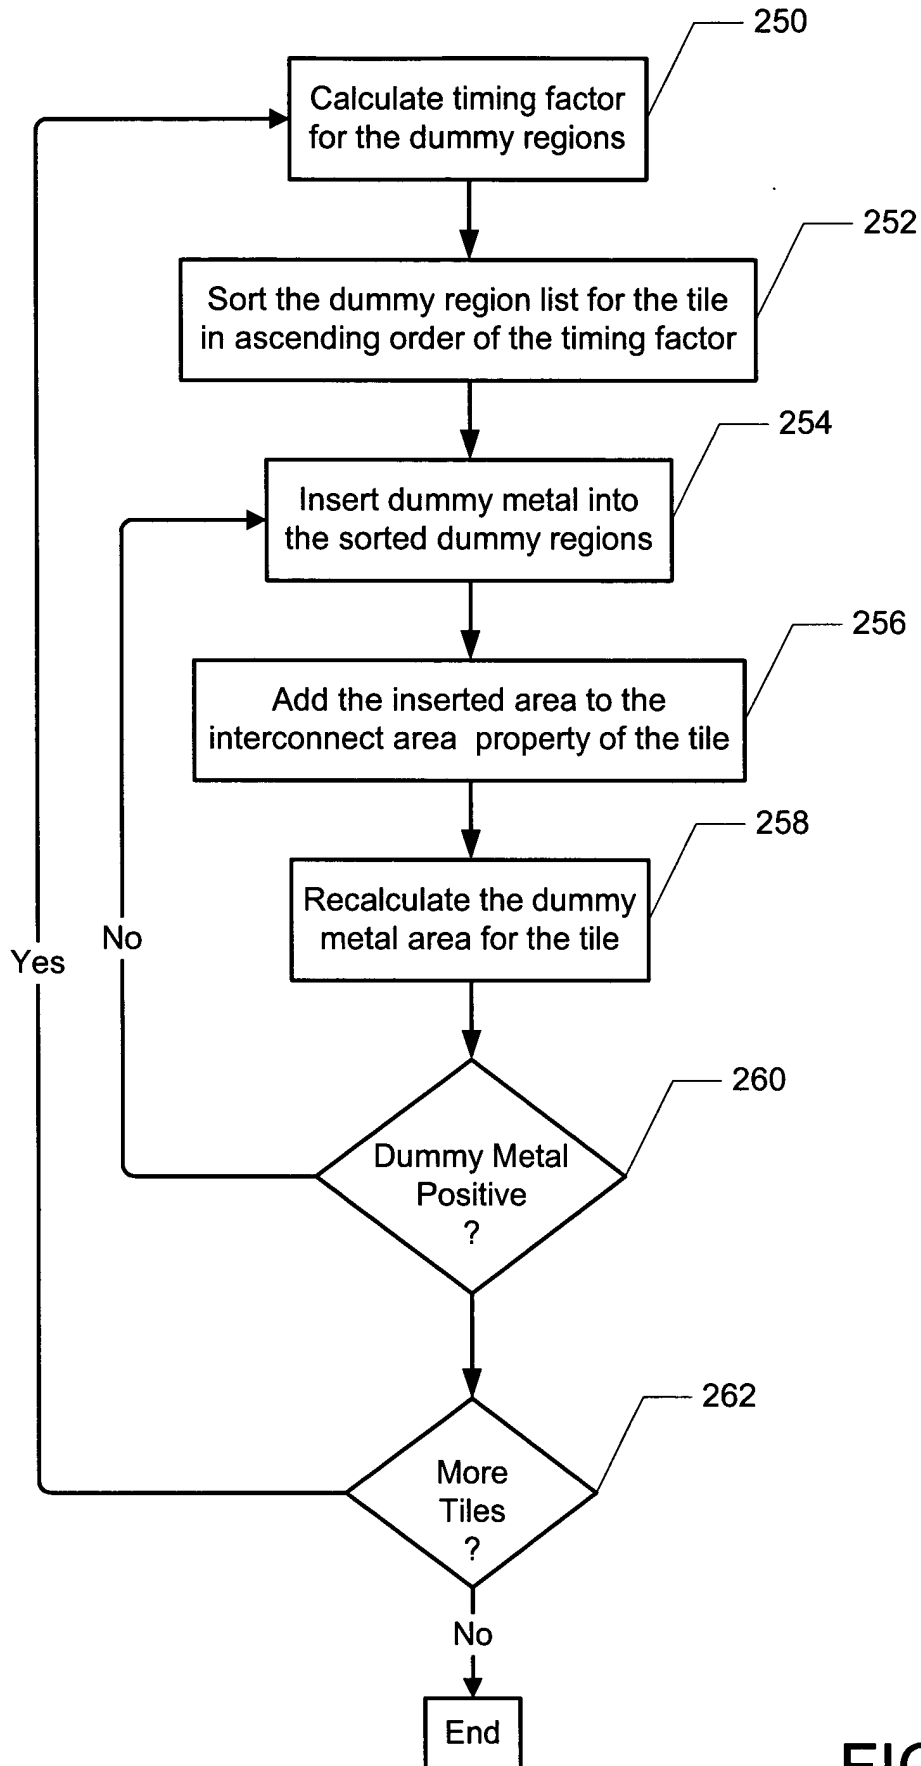 250
Calculate timing factor
for the dummy regions
252
Sort the dummy region list for the tile
in ascending order of the timing factor
254
Insert dummy metal into
the sorted dummy regions
256
Add the inserted area to the
interconnect area property of the tile
258
Recalculate the dummy
metal area for the tile
No
Yes
260
Dummy Metal
Positive
?
262
More
Tiles
?
No
End